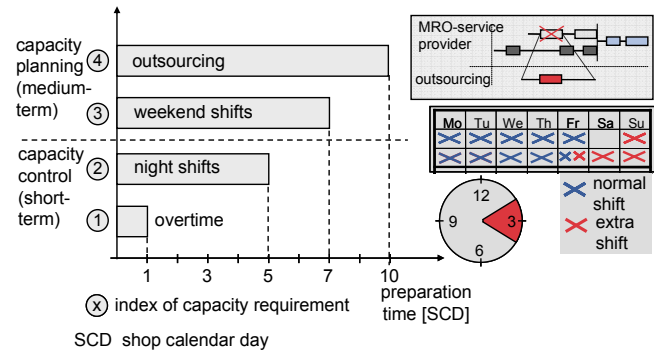 capacity
planning
(medium-
term)
4
outsourcing
3
weekend shifts
capacity
control
(short-
term)
2
night shifts
1
overtime
1 3 5 7 10
preparation
time [SCD]
x index of capacity requirement
SCD shop calendar day
MRO-service
provider
outsourcing
Mo Tu We Th Fr Sa Su
12
9 3
6
normal
shift
extra
shift